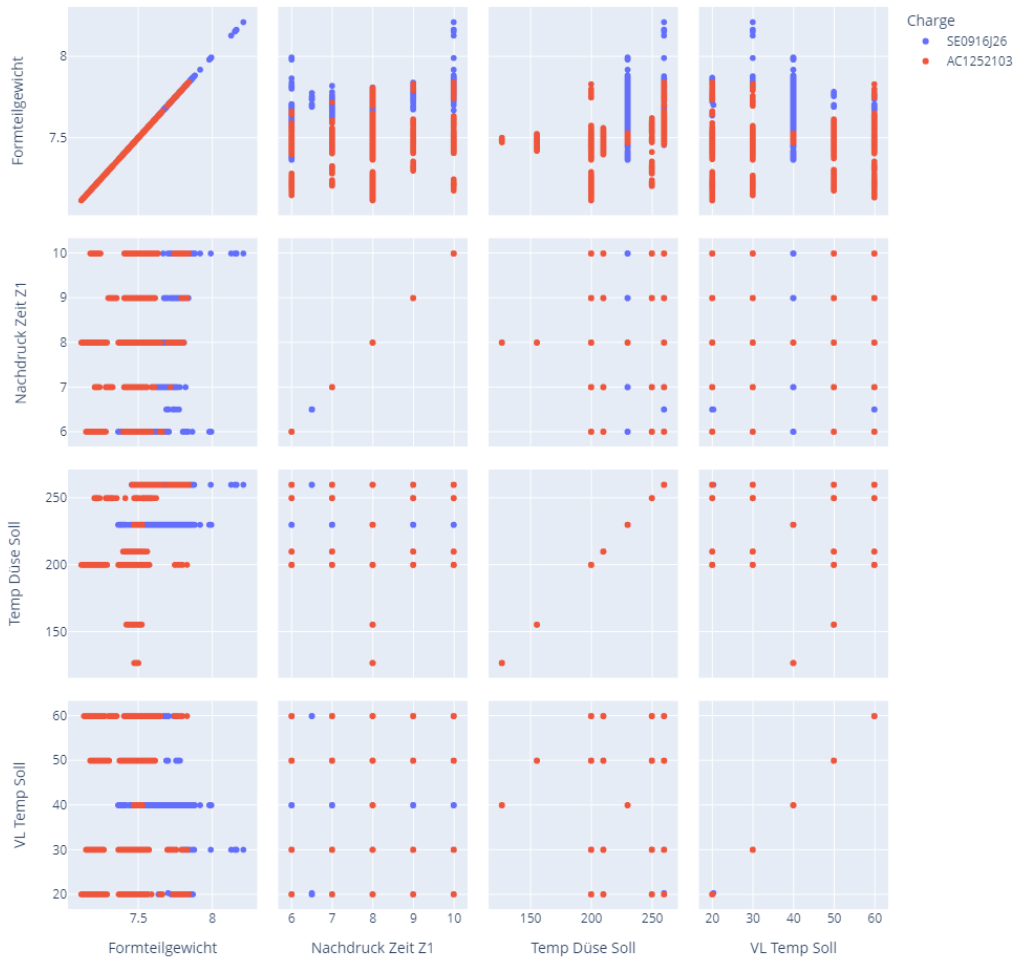 Charge
SE0916J26
AC1252103
Formteilgewicht
8
7.5
Nachdruck Zeit Z1
10
9
8
7
6
Temp Düse Soll
250
200
150
VL Temp Soll
60
50
40
30
20
7.5 8 6 7 8 9 10 150 200 250 20 30 40 50 60
Formteilgewicht Nachdruck Zeit Z1 Temp Düse Soll VL Temp Soll